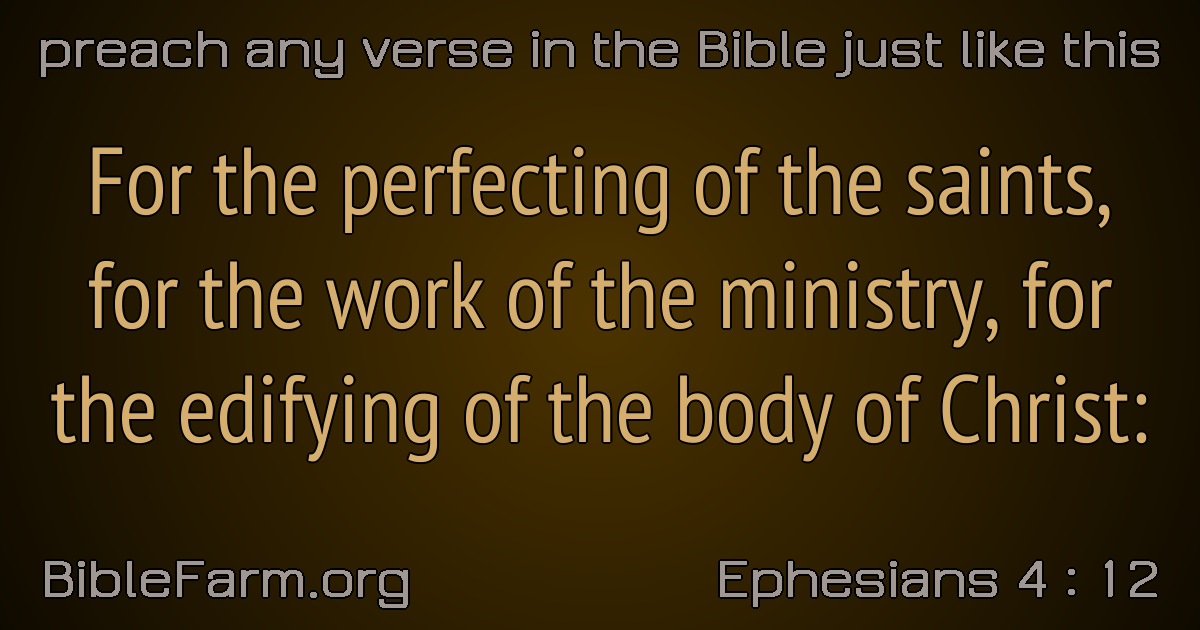 preach any verse in the Bible just like this
For the perfecting of the saints,
for the work of the ministry, for
the edifying of the body of Christ:
BibleFarm.org
Ephesians 4 : 12